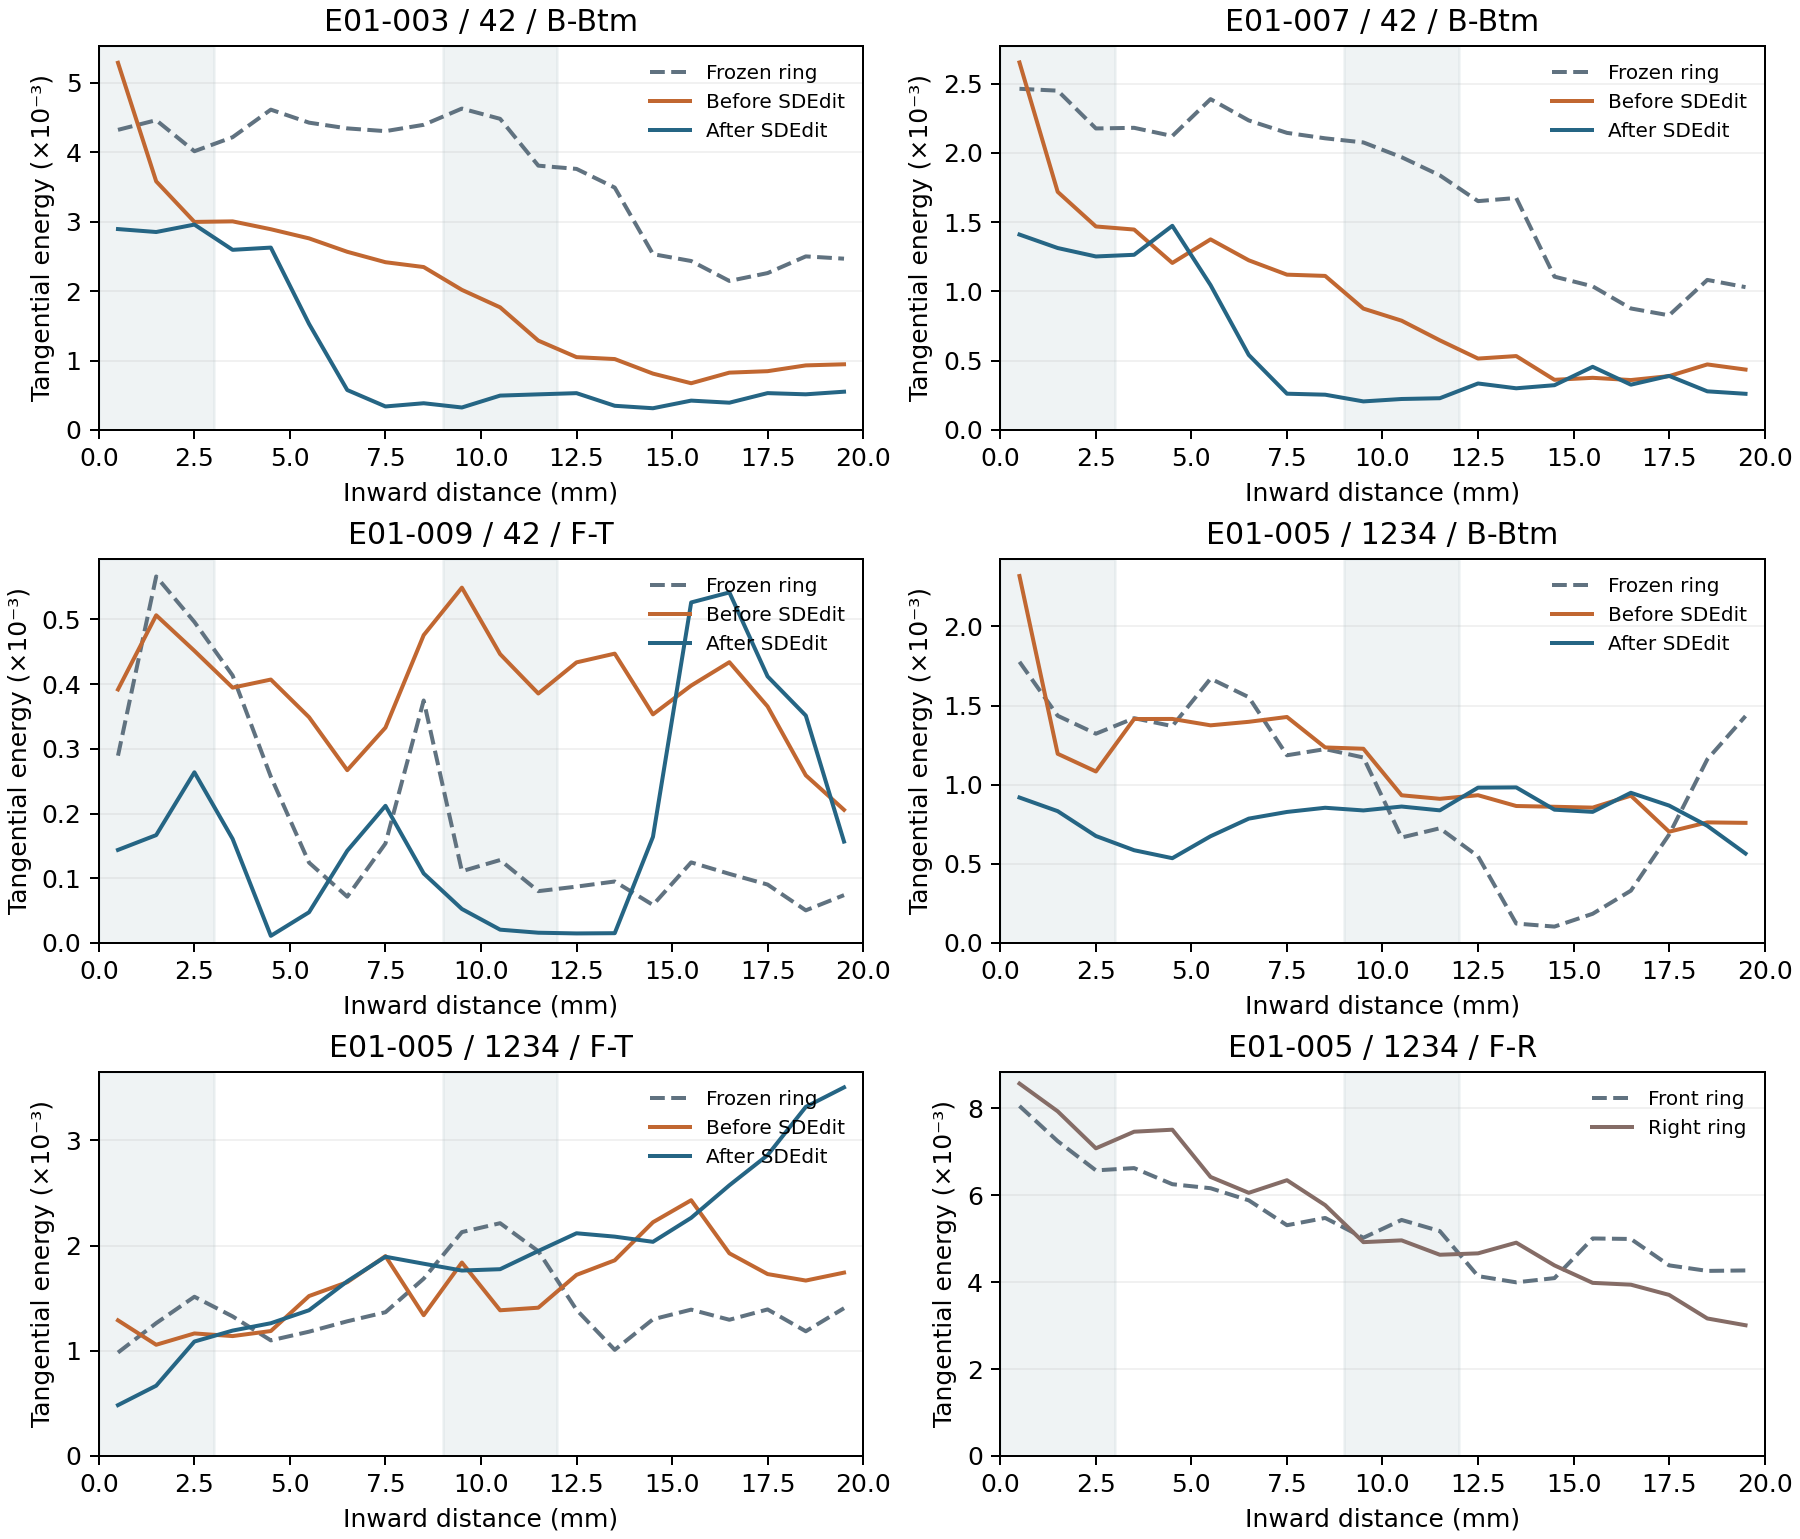 E01-003 / 42 / B-Btm
Tangential energy (×10⁻³)
5
4
3
2
1
0
Frozen ring
Before SDEdit
After SDEdit
0.0 2.5 5.0 7.5 10.0 12.5 15.0 17.5 20.0
Inward distance (mm)
E01-007 / 42 / B-Btm
Tangential energy (×10⁻³)
2.5
2.0
1.5
1.0
0.5
0.0
Frozen ring
Before SDEdit
After SDEdit
0.0 2.5 5.0 7.5 10.0 12.5 15.0 17.5 20.0
Inward distance (mm)
E01-009 / 42 / F-T
Tangential energy (×10⁻³)
0.5
0.4
0.3
0.2
0.1
0.0
Frozen ring
Before SDEdit
After SDEdit
0.0 2.5 5.0 7.5 10.0 12.5 15.0 17.5 20.0
Inward distance (mm)
E01-005 / 1234 / B-Btm
Tangential energy (×10⁻³)
2.0
1.5
1.0
0.5
0.0
Frozen ring
Before SDEdit
After SDEdit
0.0 2.5 5.0 7.5 10.0 12.5 15.0 17.5 20.0
Inward distance (mm)
E01-005 / 1234 / F-T
Tangential energy (×10⁻³)
3
2
1
0
Frozen ring
Before SDEdit
After SDEdit
0.0 2.5 5.0 7.5 10.0 12.5 15.0 17.5 20.0
Inward distance (mm)
E01-005 / 1234 / F-R
Tangential energy (×10⁻³)
8
6
4
2
0
Front ring
Right ring
0.0 2.5 5.0 7.5 10.0 12.5 15.0 17.5 20.0
Inward distance (mm)